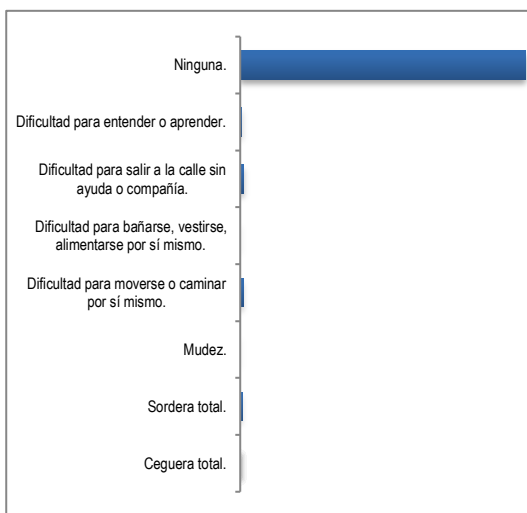 Ninguna.
Dificultad para entender o aprender.
Dificultad para salir a la calle sin
ayuda o compañía.
Dificultad para bañarse, vestirse,
alimentarse por sí mismo.
Dificultad para moverse o caminar
por sí mismo.
Mudez.
Sordera total.
Ceguera total.